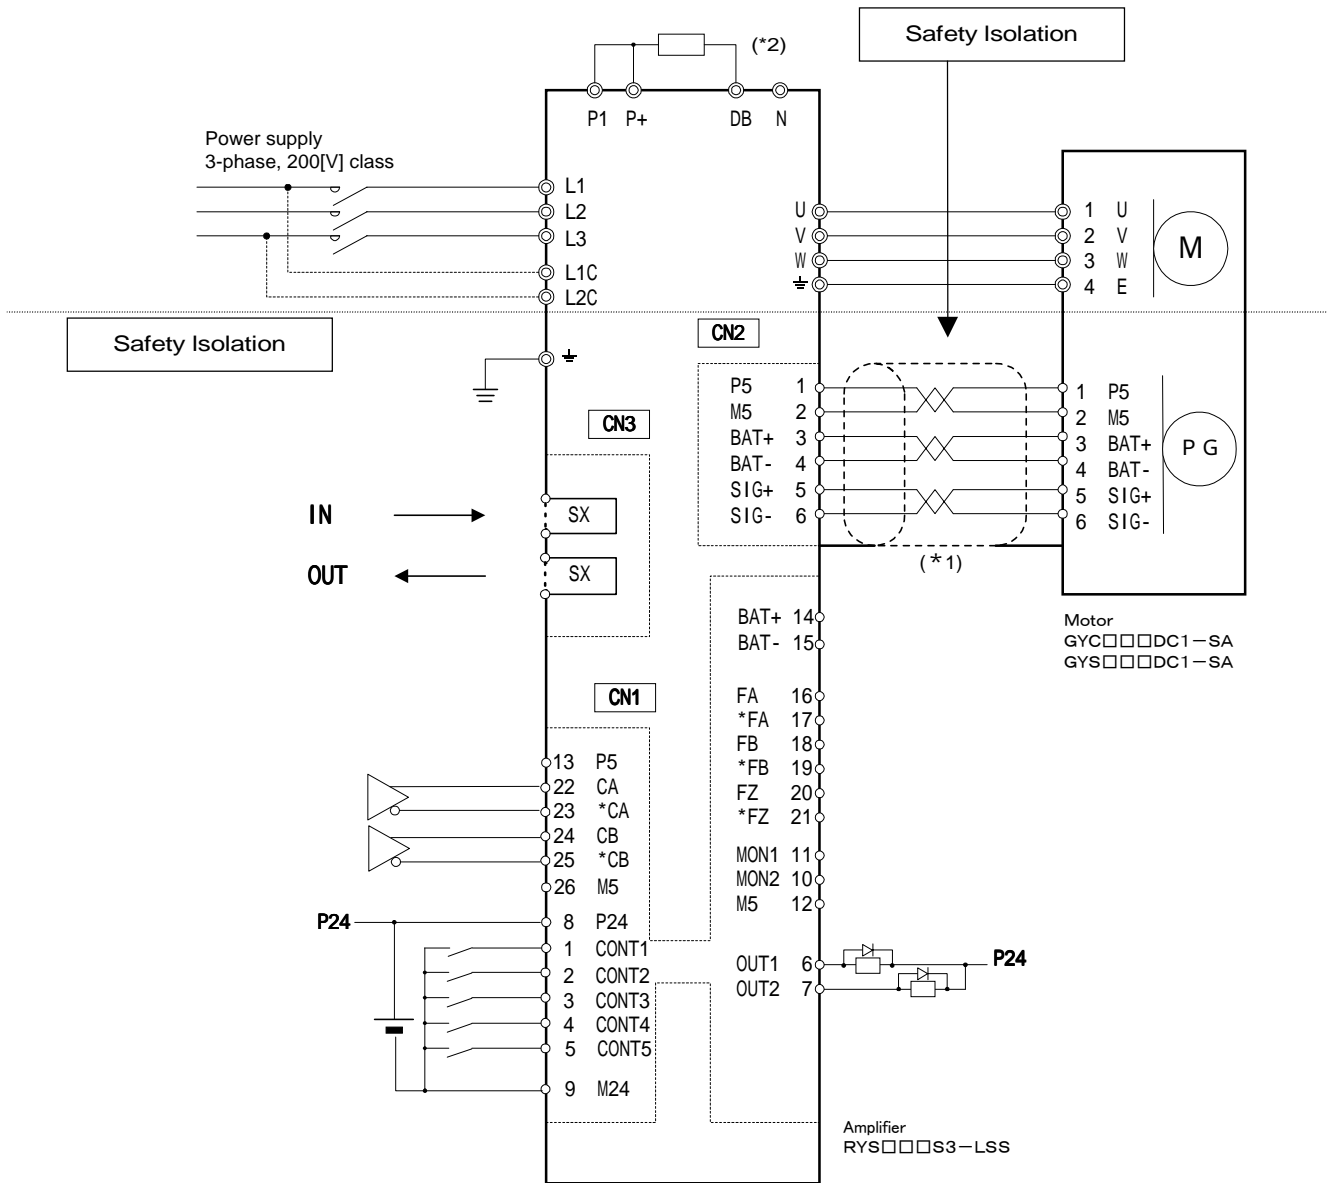 Safety Isolation
(*2)
P1 P+ DB N
Power supply
3-phase, 200[V] class
L1
L2
L3
L1C
L2C
U
V
W
1 U
2 V
3 W
4 E
M
Safety Isolation
CN2
P5 1
M5 2
BAT+ 3
BAT- 4
SIG+ 5
SIG- 6
1 P5
2 M5
3 BAT+
4 BAT-
5 SIG+
6 SIG-
PG
(*1)
CN3
IN
SX
OUT
SX
Motor
GYC□□□DC1-SA
GYS□□□DC1-SA
BAT+ 14
BAT- 15
FA 16
*FA 17
FB 18
*FB 19
FZ 20
*FZ 21
MON1 11
MON2 10
M5 12
OUT1 6
OUT2 7
P24
CN1
13 P5
22 CA
23 *CA
24 CB
25 *CB
26 M5
P24
8 P24
1 CONT1
2 CONT2
3 CONT3
4 CONT4
5 CONT5
9 M24
Amplifier
RYS□□□S3-LSS